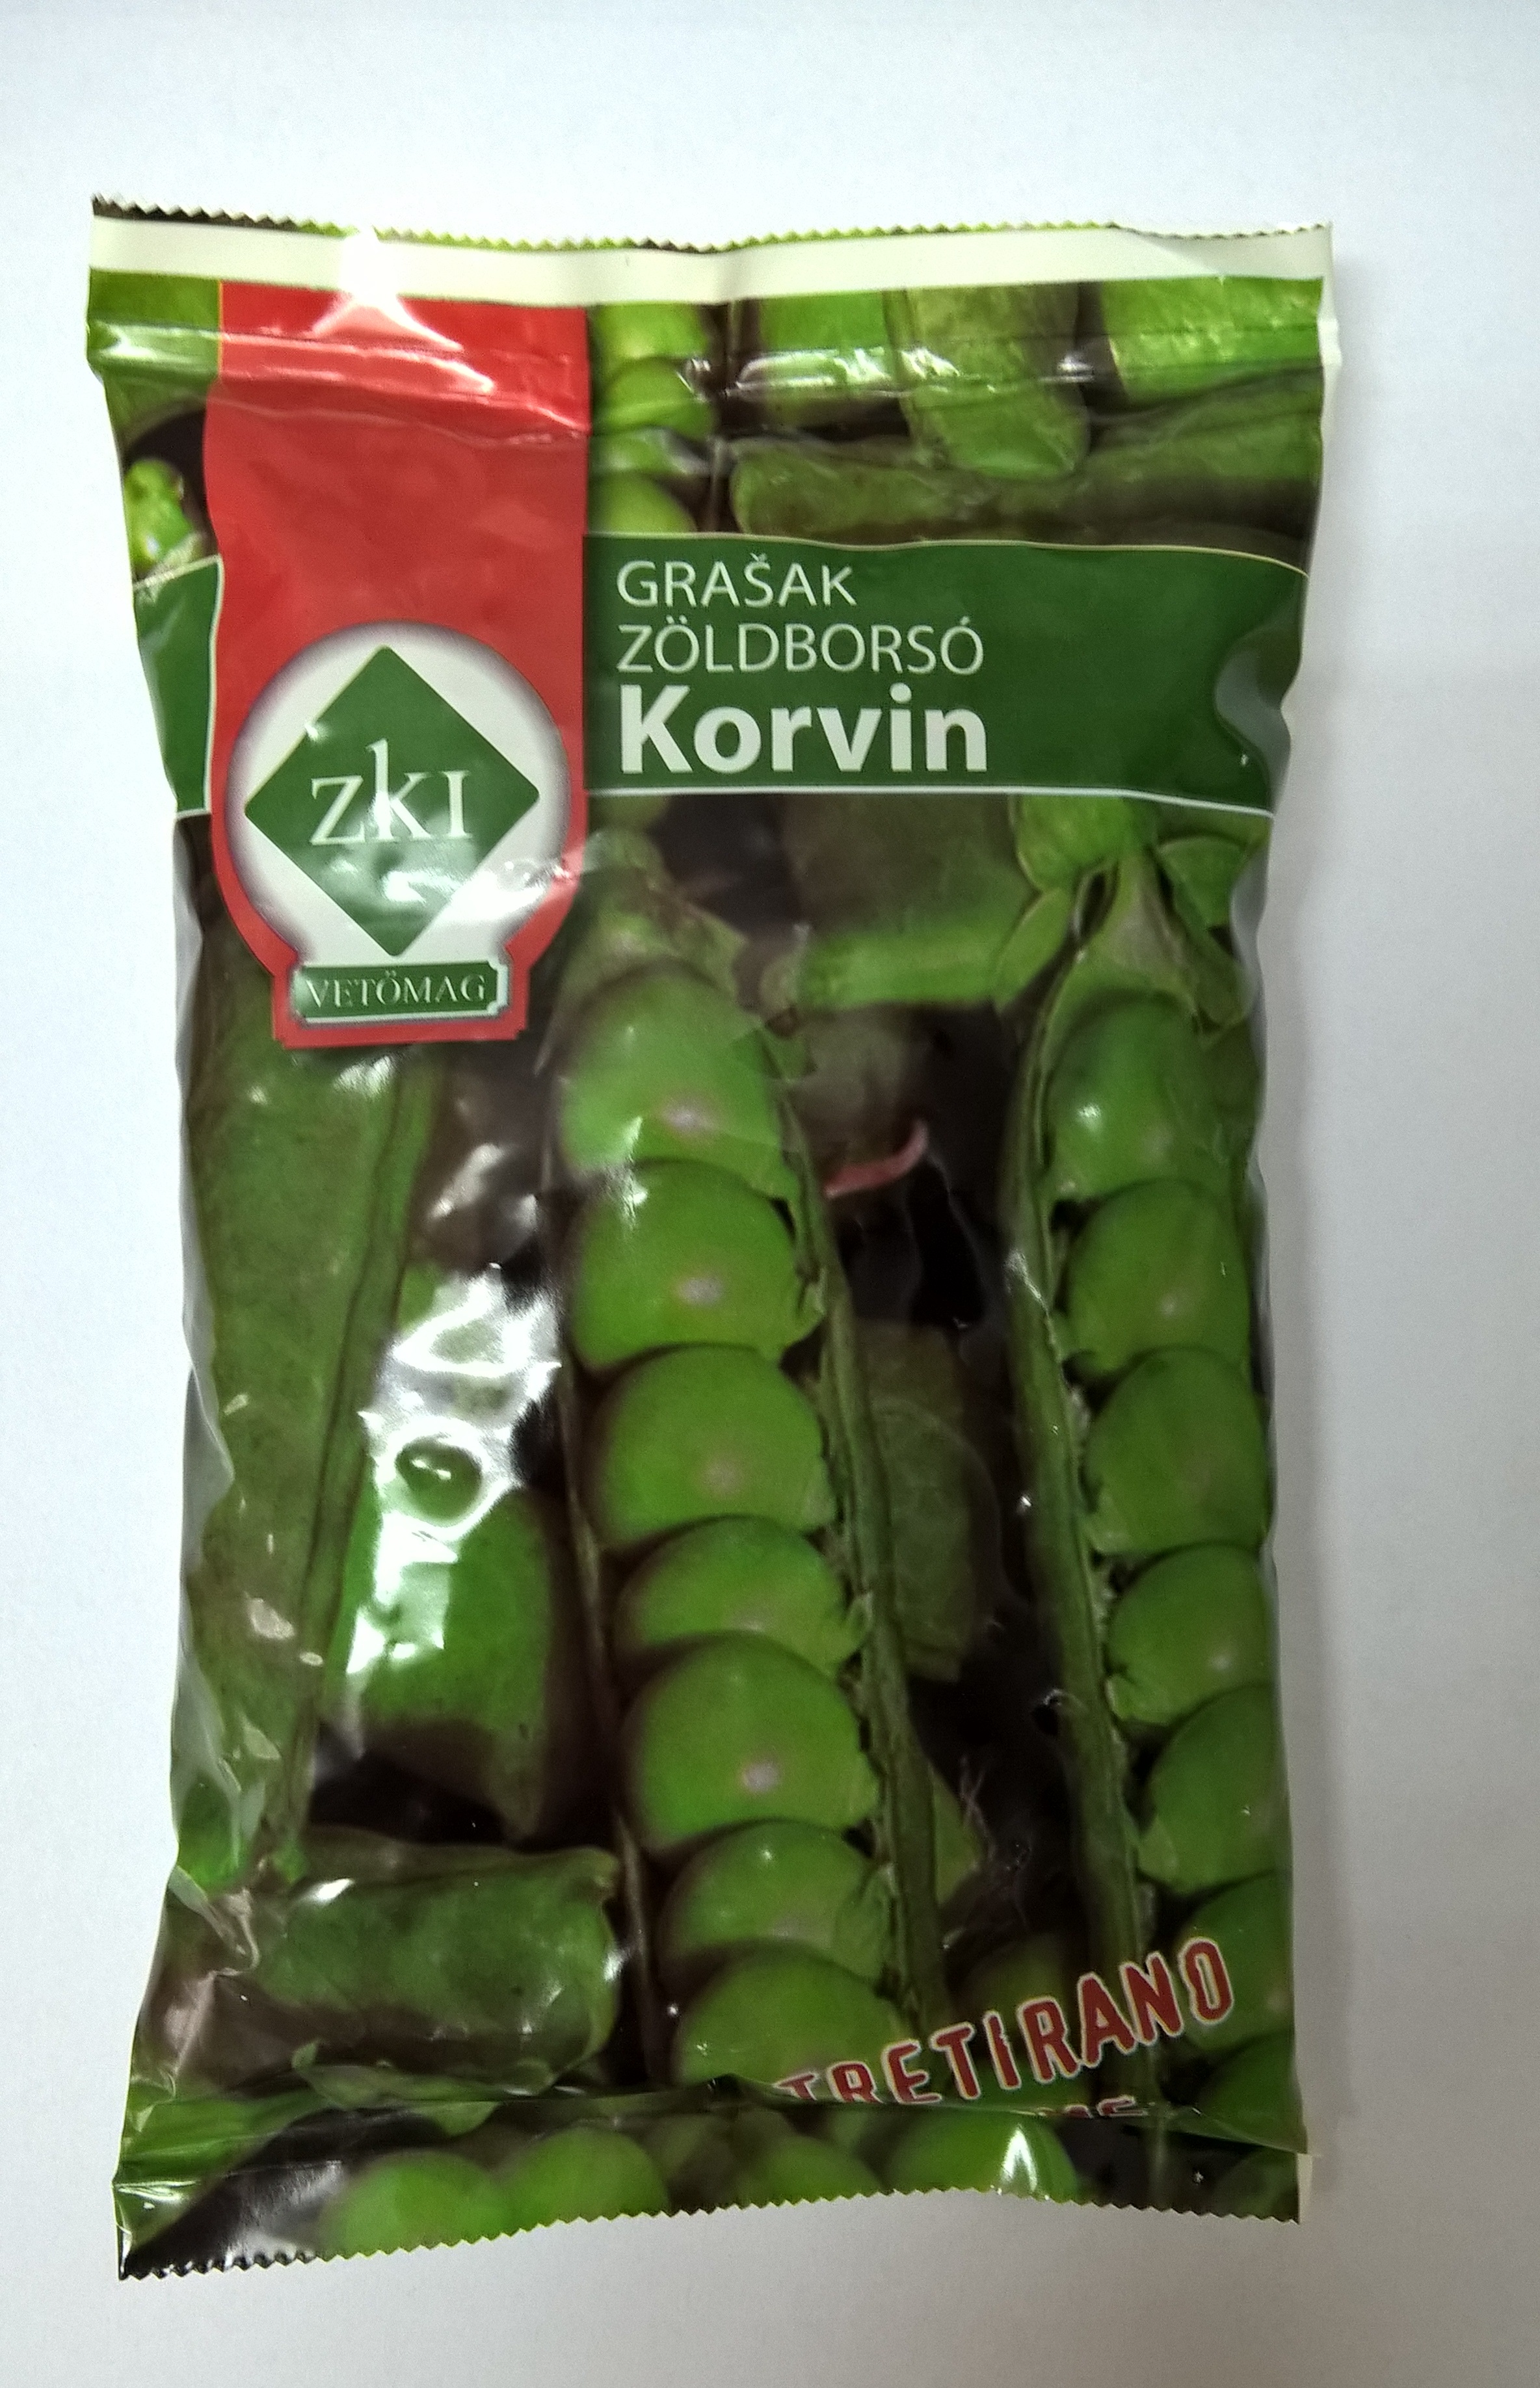 GRAŠAK
ZÖLDBORSÓ
Korvin
ZKI
VETŐMAG
TRETIRANO